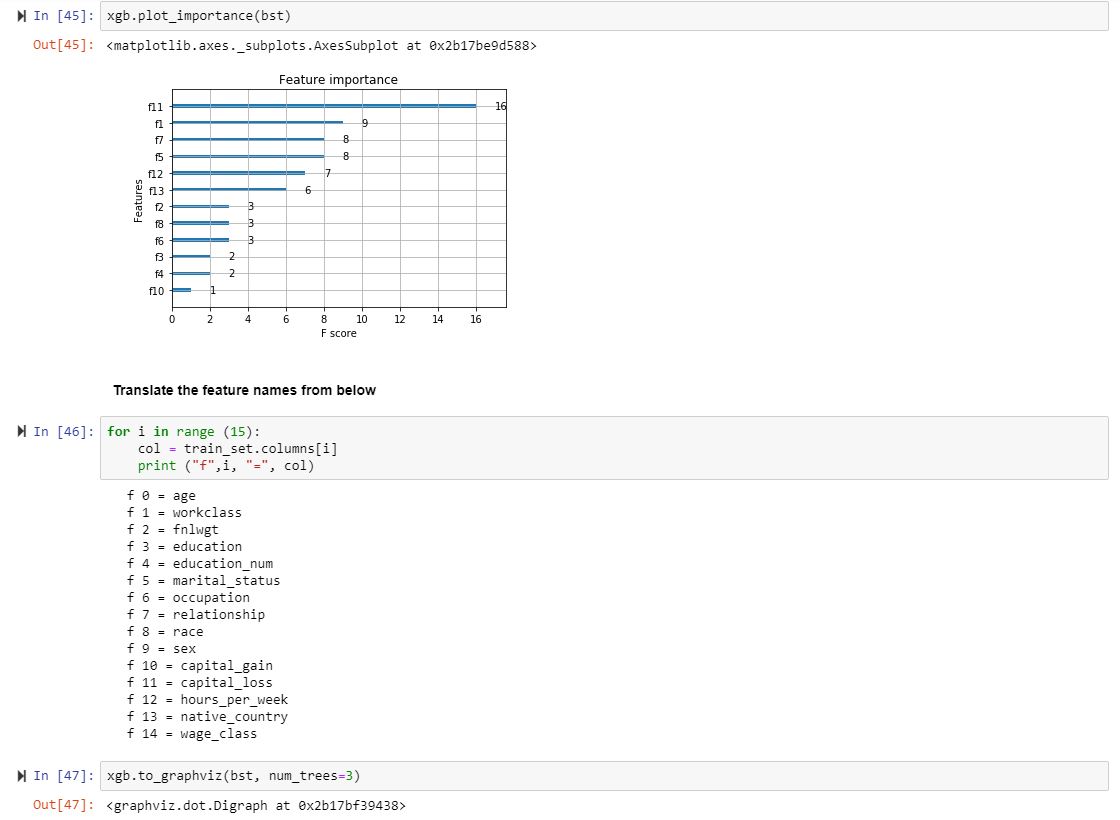 In [45]: xgb.plot_importance(bst)
Out[45]: <matplotlib.axes._subplots.AxesSubplot at 0x2b17be9d588>
Feature importance
f11 16
f1 9
f7 8
f5 8
f12 7
f13 6
f2 3
f8 3
f6 3
f3 2
f4 2
f10 1
Features
0 2 4 6 8 10 12 14 16
F score
Translate the feature names from below
In [46]: for i in range (15):
col = train_set.columns[i]
print ("f",i, "=", col)
f 0 = age
f 1 = workclass
f 2 = fnlwgt
f 3 = education
f 4 = education_num
f 5 = marital_status
f 6 = occupation
f 7 = relationship
f 8 = race
f 9 = sex
f 10 = capital_gain
f 11 = capital_loss
f 12 = hours_per_week
f 13 = native_country
f 14 = wage_class
In [47]: xgb.to_graphviz(bst, num_trees=3)
Out[47]: <graphviz.dot.Digraph at 0x2b17bf39438>